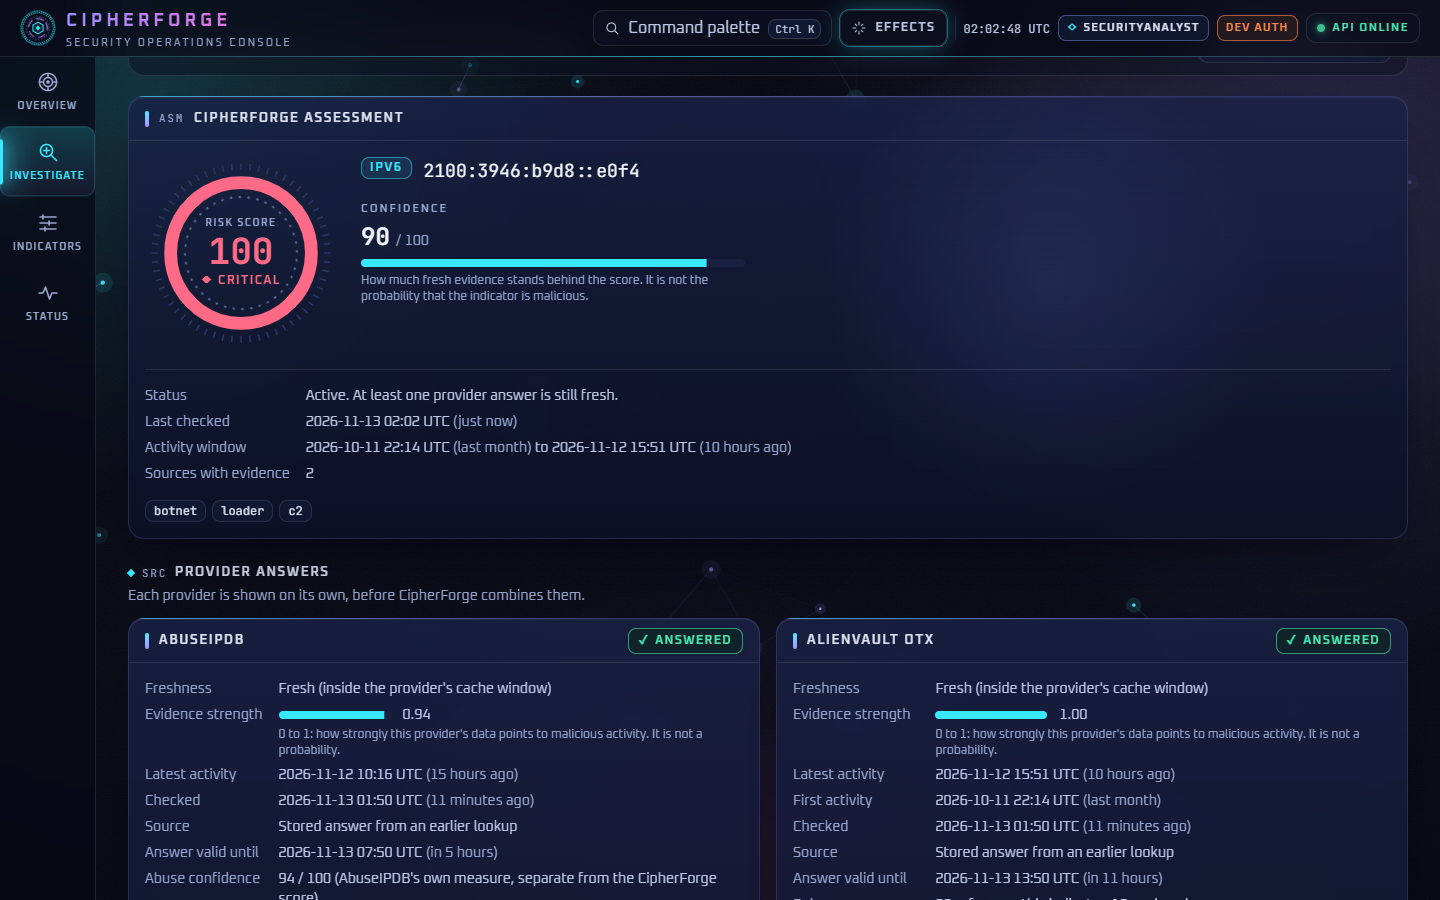 CIPHERFORGE
SECURITY OPERATIONS CONSOLE
Command palette Ctrl K
EFFECTS
02:02:48 UTC
SECURITYANALYST
DEV AUTH
API ONLINE
OVERVIEW
INVESTIGATE
INDICATORS
STATUS
ASM CIPHERFORGE ASSESSMENT
RISK SCORE
100
CRITICAL
IPV6 2100:3946:b9d8::e0f4
CONFIDENCE
90 / 100
How much fresh evidence stands behind the score. It is not the
probability that the indicator is malicious.
Status Active. At least one provider answer is still fresh.
Last checked 2026-11-13 02:02 UTC (just now)
Activity window 2026-10-11 22:14 UTC (last month) to 2026-11-12 15:51 UTC (10 hours ago)
Sources with evidence 2
botnet loader c2
SRC PROVIDER ANSWERS
Each provider is shown on its own, before CipherForge combines them.
ABUSEIPDB ✓ ANSWERED
Freshness Fresh (inside the provider's cache window)
Evidence strength 0.94
0 to 1: how strongly this provider's data points to malicious activity. It is not a
probability.
Latest activity 2026-11-12 10:16 UTC (15 hours ago)
Checked 2026-11-13 01:50 UTC (11 minutes ago)
Source Stored answer from an earlier lookup
Answer valid until 2026-11-13 07:50 UTC (in 5 hours)
Abuse confidence 94 / 100 (AbuseIPDB's own measure, separate from the CipherForge
score)
ALIENVAULT OTX ✓ ANSWERED
Freshness Fresh (inside the provider's cache window)
Evidence strength 1.00
0 to 1: how strongly this provider's data points to malicious activity. It is not a
probability.
Latest activity 2026-11-12 15:51 UTC (10 hours ago)
First activity 2026-10-11 22:14 UTC (last month)
Checked 2026-11-13 01:50 UTC (11 minutes ago)
Source Stored answer from an earlier lookup
Answer valid until 2026-11-13 13:50 UTC (in 11 hours)